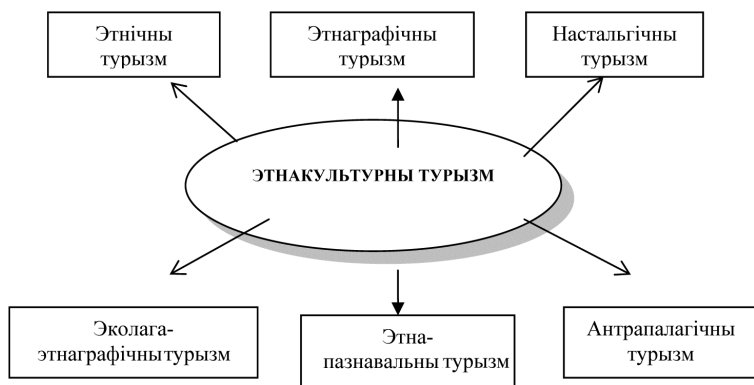 Этнічны
турызм
Этнаграфічны
турызм
Настальгічны
турызм
ЭТНАКУЛЬТУРНЫ ТУРЫЗМ
Эколага-
этнаграфічны турызм
Этна-
пазнавальны турызм
Антрапалагічны
турызм